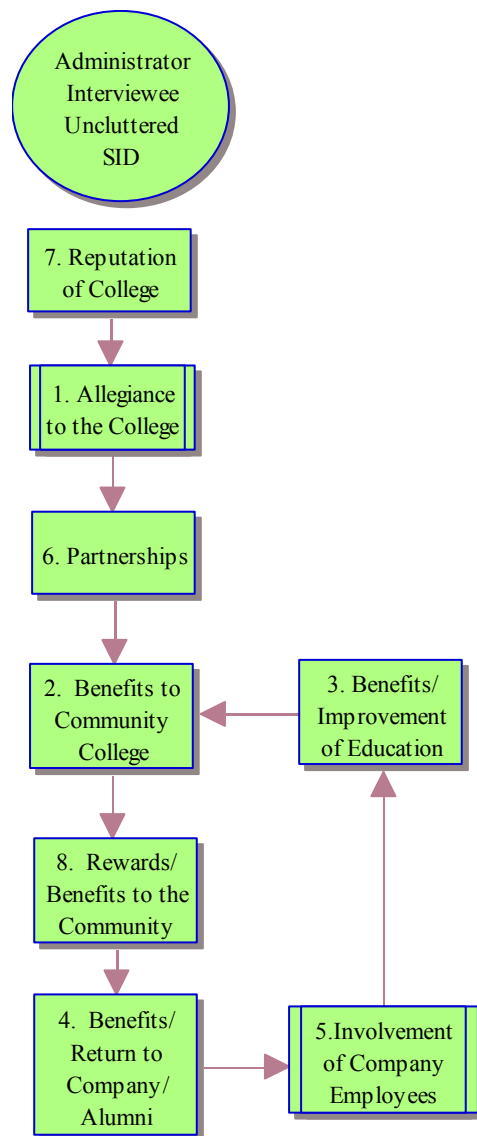 Administrator
Interviewee
Uncluttered
SID
7. Reputation
of College
1. Allegiance
to the College
6. Partnerships
2. Benefits to
Community
College
3. Benefits/
Improvement
of Education
8. Rewards/
Benefits to the
Community
4. Benefits/
Return to
Company/
Alumni
5.Involvement
of Company
Employees